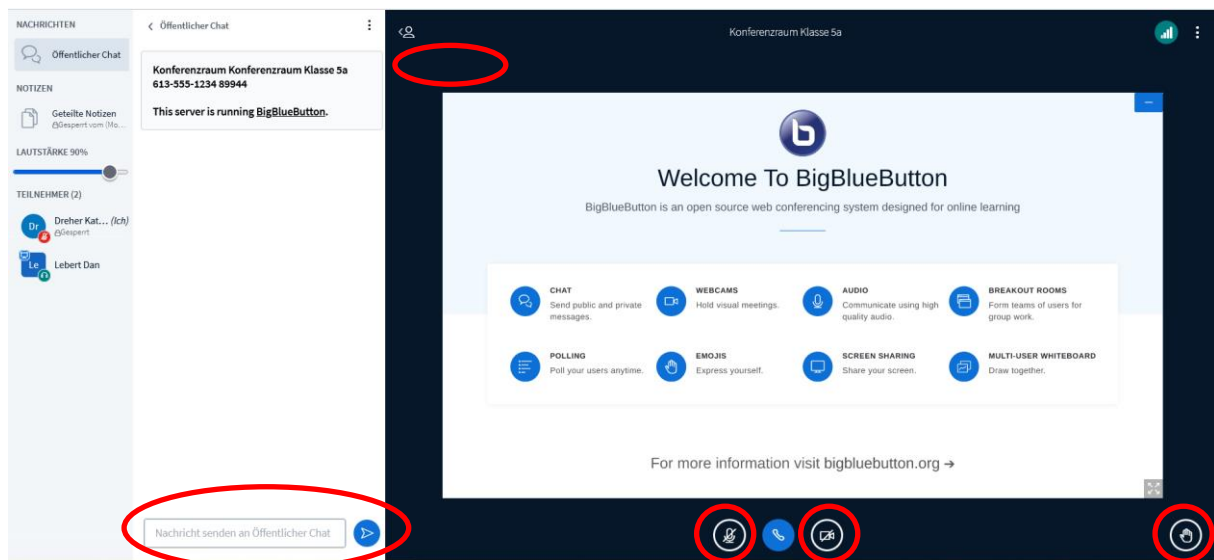 NACHRICHTEN
Öffentlicher Chat
NOTIZEN
Geteilte Notizen
Gesperrt vom (Mo...
LAUTSTÄRKE 90%
TEILNEHMER (2)
Dr
Dreher Kat... (Ich)
Gesperrt
Le
Lebert Dan
Öffentlicher Chat
Konferenzraum Konferenzraum Klasse 5a
613-555-1234 89944
This server is running BigBlueButton.
Nachricht senden an Öffentlicher Chat
Konferenzraum Klasse 5a
b
Welcome To BigBlueButton
BigBlueButton is an open source web conferencing system designed for online learning
CHAT
Send public and private
messages.
WEBCAMS
Hold visual meetings.
AUDIO
Communicate using high
quality audio.
BREAKOUT ROOMS
Form teams of users for
group work.
POLLING
Poll your users anytime.
EMOJIS
Express yourself.
SCREEN SHARING
Share your screen.
MULTI-USER WHITEBOARD
Draw together.
For more information visit bigbluebutton.org →